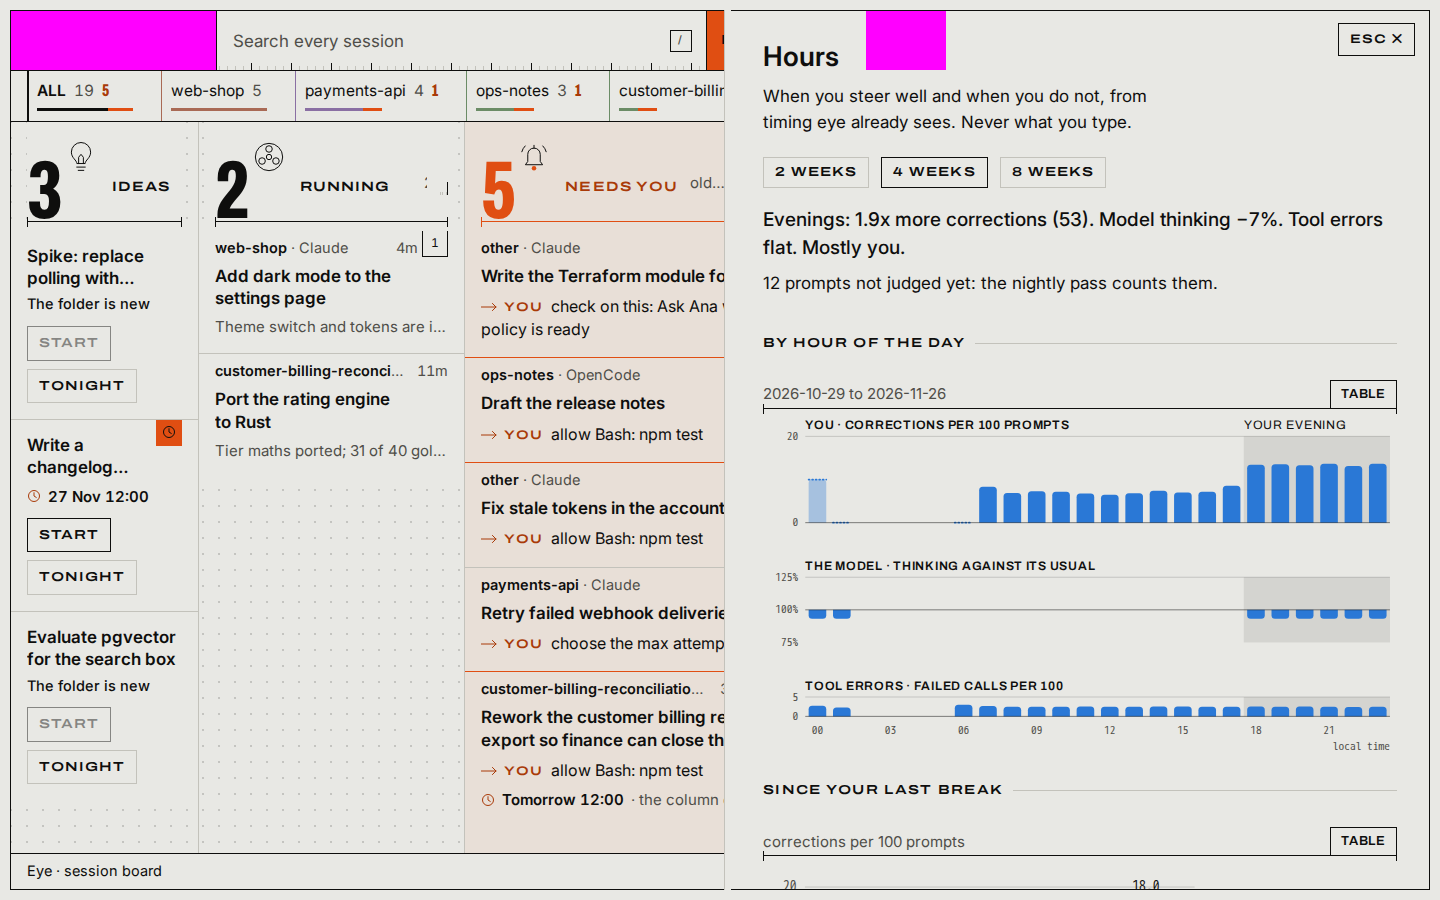 Search every session
/
ALL 19 5
web-shop 5
payments-api 4 1
ops-notes 3 1
customer-billin
3 IDEAS
Spike: replace
polling with...
The folder is new
START
TONIGHT
Write a
changelog...
27 Nov 12:00
START
TONIGHT
Evaluate pgvector
for the search box
The folder is new
START
TONIGHT
2 RUNNING
web-shop · Claude 4m 1
Add dark mode to the
settings page
Theme switch and tokens are i...
customer-billing-reconci... 11m
Port the rating engine
to Rust
Tier maths ported; 31 of 40 gol...
5 NEEDS YOU old...
other · Claude
Write the Terraform module fo
→ YOU check on this: Ask Ana
policy is ready
ops-notes · OpenCode
Draft the release notes
→ YOU allow Bash: npm test
other · Claude
Fix stale tokens in the account
→ YOU allow Bash: npm test
payments-api · Claude
Retry failed webhook deliverie
→ YOU choose the max attemp
customer-billing-reconciliatio...
Rework the customer billing re
export so finance can close th
→ YOU allow Bash: npm test
Tomorrow 12:00 · the column
Eye · session board
Hours
ESC ✕
When you steer well and when you do not, from
timing eye already sees. Never what you type.
2 WEEKS
4 WEEKS
8 WEEKS
Evenings: 1.9x more corrections (53). Model thinking −7%. Tool errors
flat. Mostly you.
12 prompts not judged yet: the nightly pass counts them.
BY HOUR OF THE DAY
2026-10-29 to 2026-11-26
TABLE
YOU · CORRECTIONS PER 100 PROMPTS
YOUR EVENING
20
0
THE MODEL · THINKING AGAINST ITS USUAL
125%
100%
75%
TOOL ERRORS · FAILED CALLS PER 100
5
0
00 03 06 09 12 15 18 21
local time
SINCE YOUR LAST BREAK
corrections per 100 prompts
TABLE
20
18.0